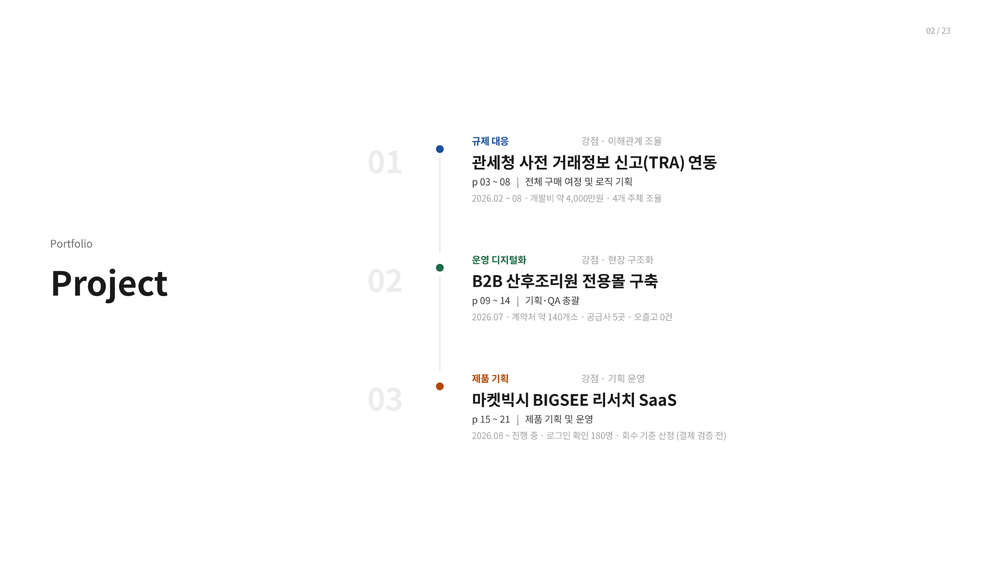 02 / 23
Portfolio
Project
01
규제 대응 강점 · 이해관계 조율
관세청 사전 거래정보 신고(TRA) 연동
p 03 ~ 08 | 전체 구매 여정 및 로직 기획
2026.02 ~ 08 · 개발비 약 4,000만원 · 4개 주체 조율
02
운영 디지털화 강점 · 현장 구조화
B2B 산후조리원 전용몰 구축
p 09 ~ 14 | 기획·QA 총괄
2026.07 · 계약처 약 140개소 · 공급사 5곳 · 오출고 0건
03
제품 기획 강점 · 기획 운영
마켓빅시 BIGSEE 리서치 SaaS
p 15 ~ 21 | 제품 기획 및 운영
2026.08 ~ 진행 중 · 로그인 확인 180명 · 회수 기준 산정 (결제 검증 전)